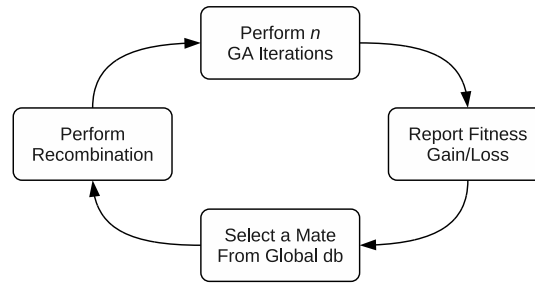 Perform n
GA Iterations
Report Fitness
Gain/Loss
Select a Mate
From Global db
Perform
Recombination